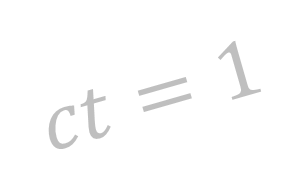 ct = 1